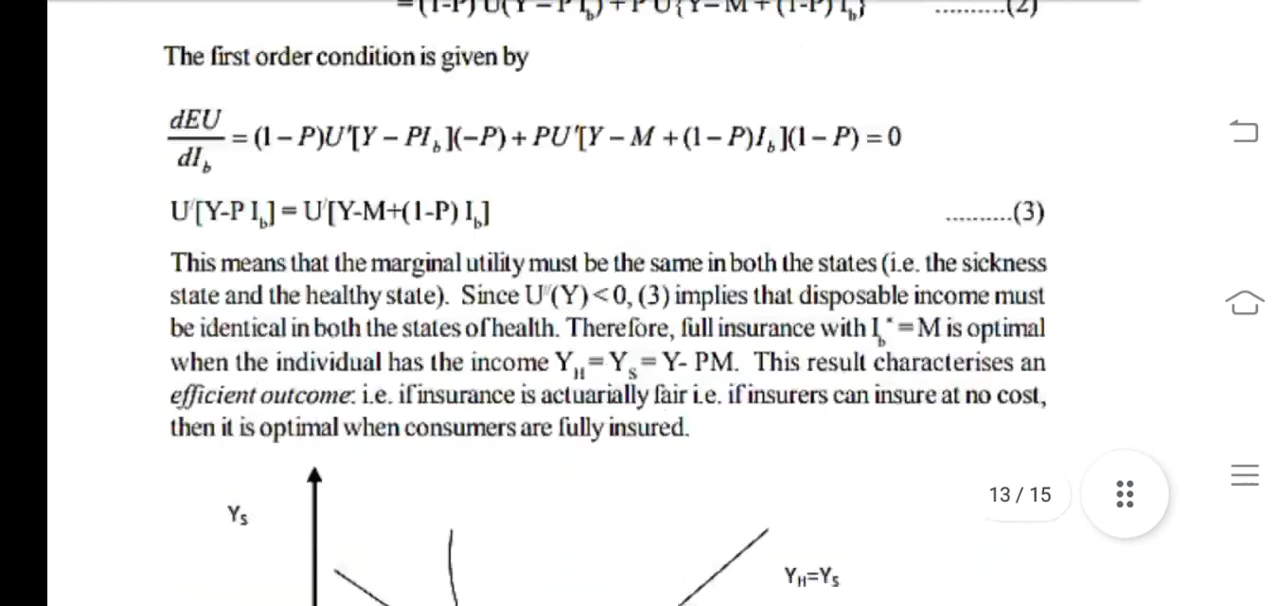 =(1-P) U(Y – P I_b) + P U{Y – M + (1-P) I_b} ..........(2)
The first order condition is given by
dEU/dI_b = (1 – P)U'[Y – PI_b](–P) + PU'[Y – M + (1 – P)I_b](1 – P) = 0
U'[Y-P I_b] = U'[Y-M+(1-P) I_b] ..........(3)
This means that the marginal utility must be the same in both the states (i.e. the sickness
state and the healthy state). Since U''(Y)<0, (3) implies that disposable income must
be identical in both the states of health. Therefore, full insurance with I_b* = M is optimal
when the individual has the income Y_H = Y_S = Y- PM. This result characterises an
efficient outcome: i.e. if insurance is actuarially fair i.e. if insurers can insure at no cost,
then it is optimal when consumers are fully insured.
13 / 15
Y_S
Y_H=Y_S